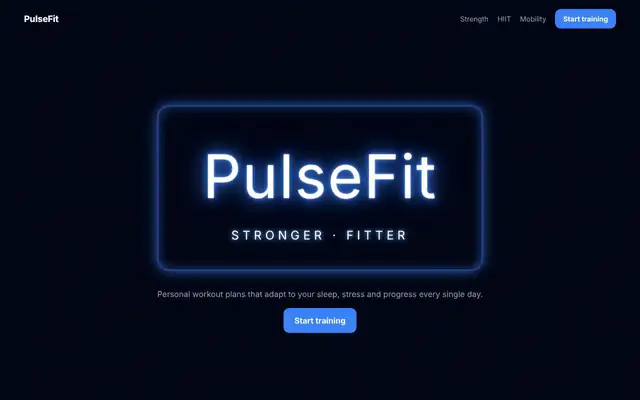 PulseFit
Strength HIIT Mobility Start training
PulseFit
STRONGER · FITTER
Personal workout plans that adapt to your sleep, stress and progress every single day.
Start training